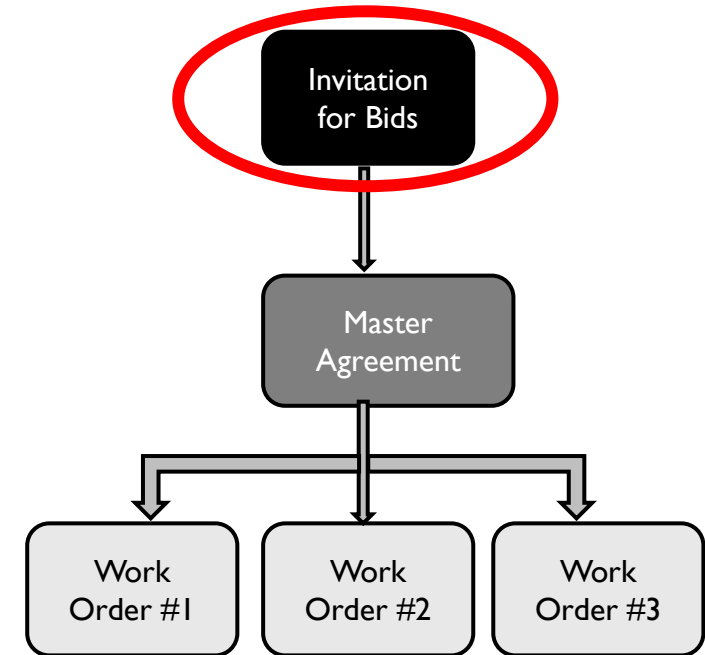 Invitation
for Bids
Master
Agreement
Work
Order #1
Work
Order #2
Work
Order #3